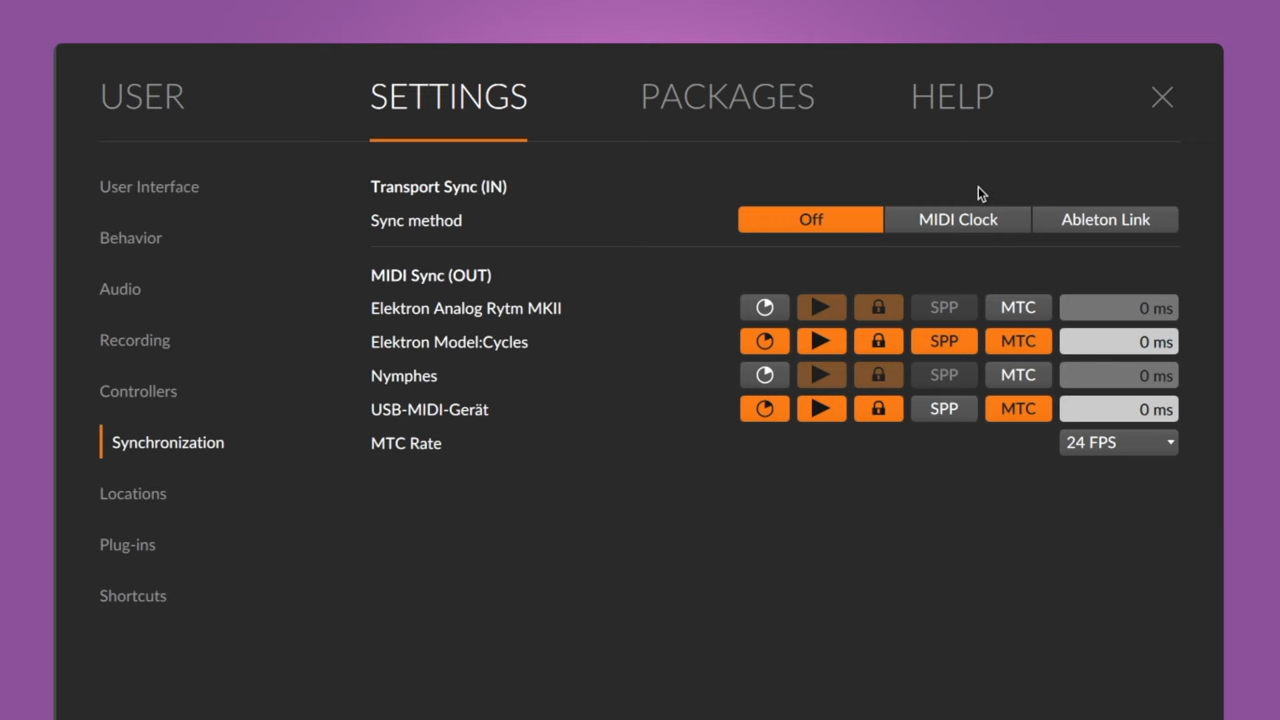 USER SETTINGS PACKAGES HELP
User Interface
Behavior
Audio
Recording
Controllers
Synchronization
Locations
Plug-ins
Shortcuts
Transport Sync (IN)
Sync method Off MIDI Clock Ableton Link
MIDI Sync (OUT)
Elektron Analog Rytm MKII SPP MTC 0 ms
Elektron Model:Cycles SPP MTC 0 ms
Nymphes SPP MTC 0 ms
USB-MIDI-Gerät SPP MTC 0 ms
MTC Rate 24 FPS